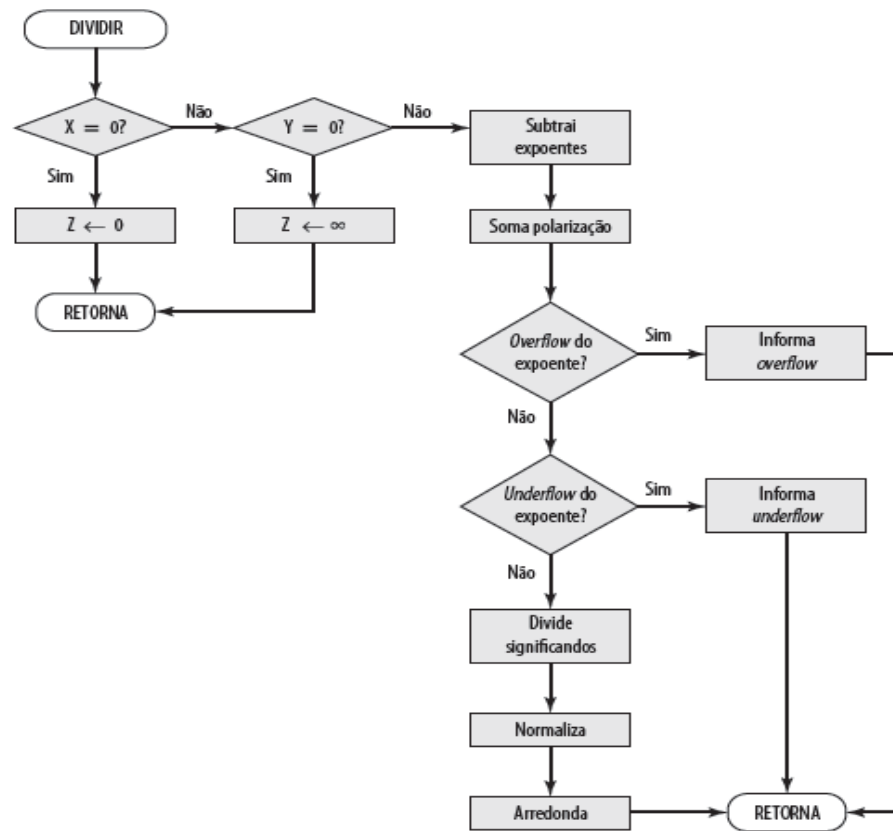 DIVIDIR
X = 0?
Não
Y = 0?
Não
Subtrai
expoentes
Sim
Sim
Z ← 0
Z ← ∞
Soma polarização
RETORNA
Overflow do
expoente?
Sim
Informa
overflow
Não
Underflow do
expoente?
Sim
Informa
underflow
Não
Divide
significandos
Normaliza
Arredonda
RETORNA